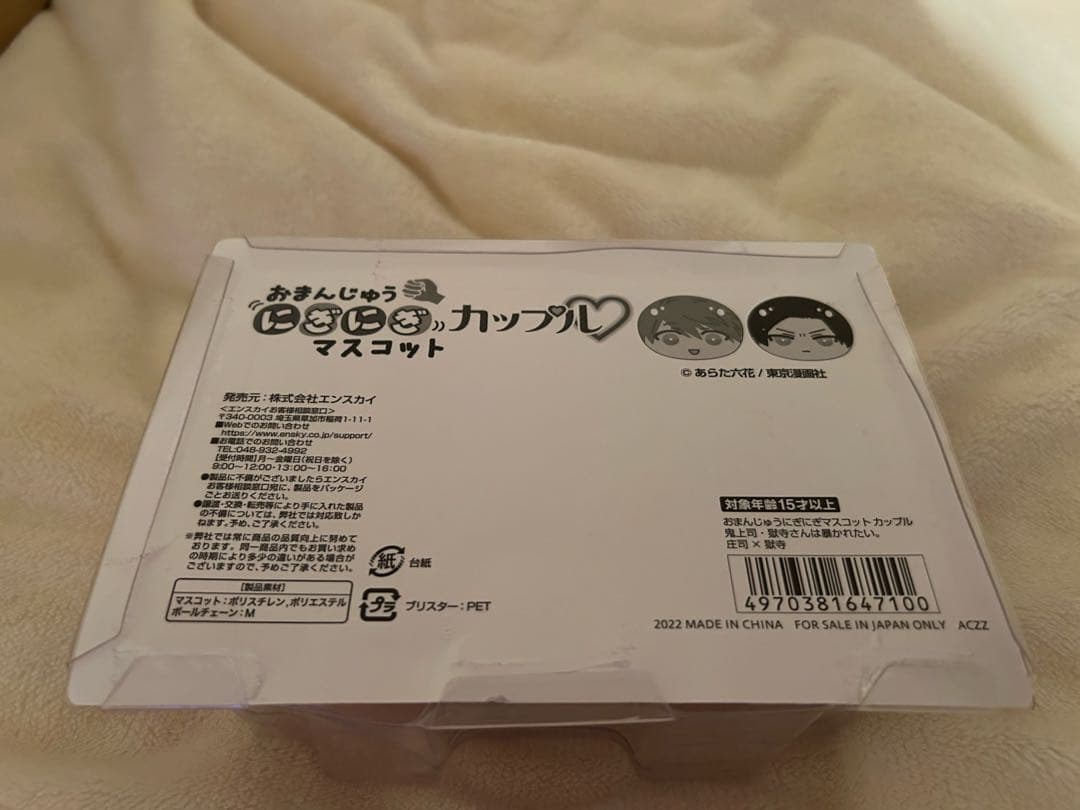 おまんじゅう
にぎにぎ カップル
マスコット
© あらた六花 / 東京漫画社
発売元：株式会社エンスカイ
＜エンスカイお客様相談窓口＞
〒340-0003 埼玉県草加市稲荷1-11-1
■Webでのお問い合わせ
https://www.ensky.co.jp/support/
■お電話でのお問い合わせ
TEL:048-932-4992
[受付時間]月～金曜日(祝日を除く)
9:00～12:00・13:00～16:00
●製品に不備がございましたらエンスカイ
お客様相談窓口宛に、製品をパッケージ
ごとお送りください。
●譲渡・交換・転売等により手に入れた製品
の不備については、弊社では対応致しか
ねます。予め、ご了承ください。
※弊社では常に商品の品質向上に努めて
おります。同一商品内でもお買い求め
の時期により多少の違いがある場合が
ございますので、予めご了承ください。
【製品素材】
マスコット：ポリスチレン,ポリエステル
ボールチェーン：M
紙 台紙
プラ ブリスター：PET
対象年齢15才以上
おまんじゅうにぎにぎマスコット カップル
鬼上司・獄寺さんは暴かれたい。
庄司 × 獄寺
4970381647100
2022 MADE IN CHINA FOR SALE IN JAPAN ONLY ACZZ